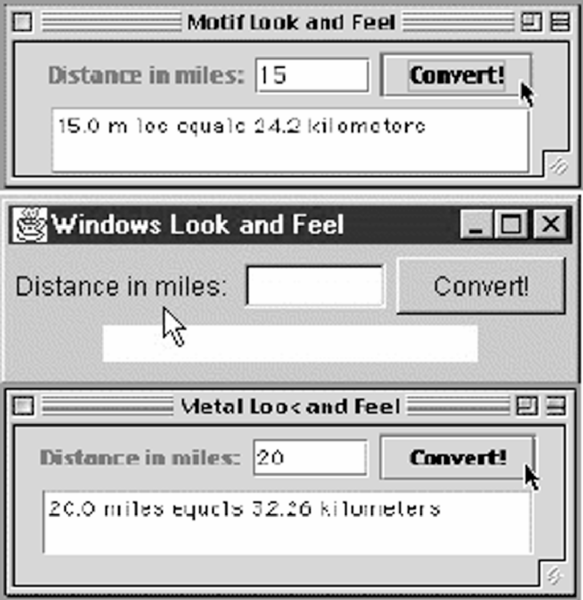 Motif Look and Feel
Distance in miles: 15 Convert!
15.0 miles equals 24.2 kilometers
Windows Look and Feel
Distance in miles: Convert!
Metal Look and Feel
Distance in miles: 20 Convert!
20.0 miles equals 32.26 kilometers